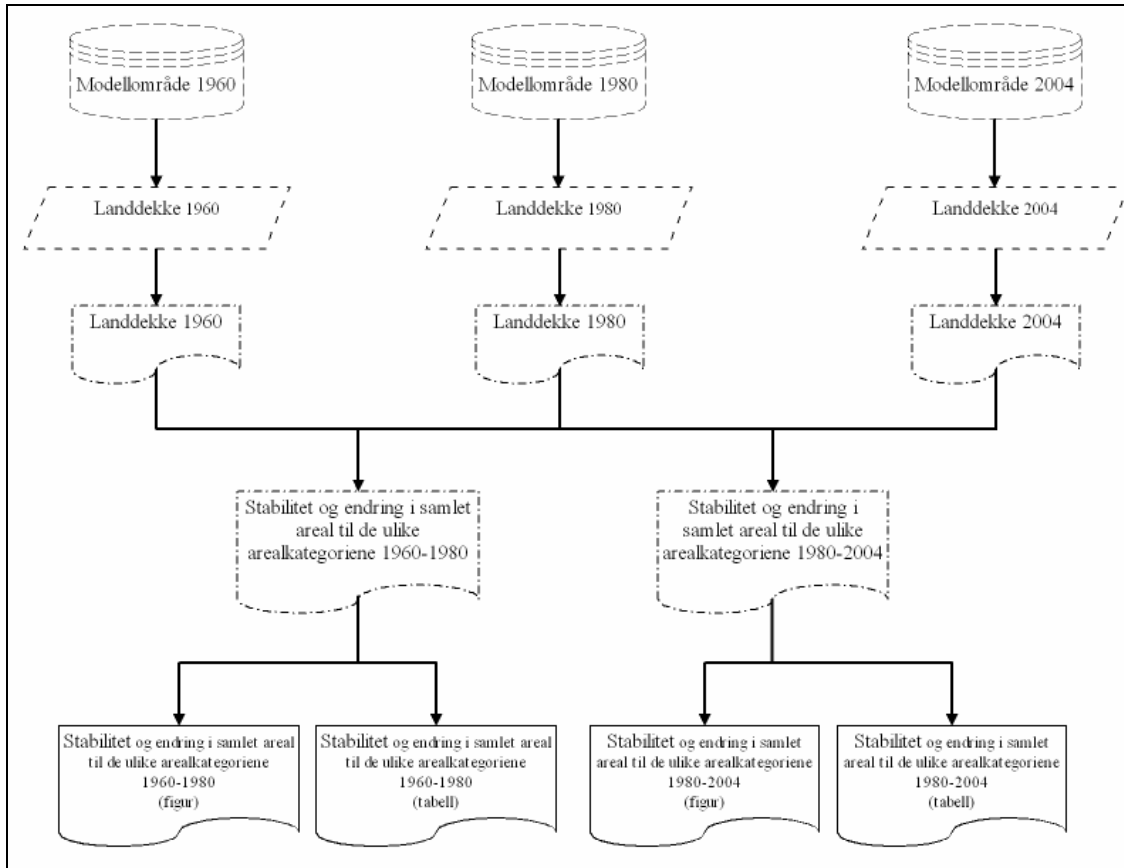 Modellområde 1960
Modellområde 1980
Modellområde 2004
Landdekke 1960
Landdekke 1980
Landdekke 2004
Landdekke 1960
Landdekke 1980
Landdekke 2004
Stabilitet og endring i samlet
areal til de ulike
arealkategoriene 1960-1980
Stabilitet og endring i
samlet areal til de ulike
arealkategoriene 1980-2004
Stabilitet og endring i samlet areal
til de ulike arealkategoriene
1960-1980
(figur)
Stabilitet og endring i samlet areal
til de ulike arealkategoriene
1960-1980
(tabell)
Stabilitet og endring i samlet
areal til de ulike arealkategoriene
1980-2004
(figur)
Stabilitet og endring i samlet
areal til de ulike arealkategoriene
1980-2004
(tabell)